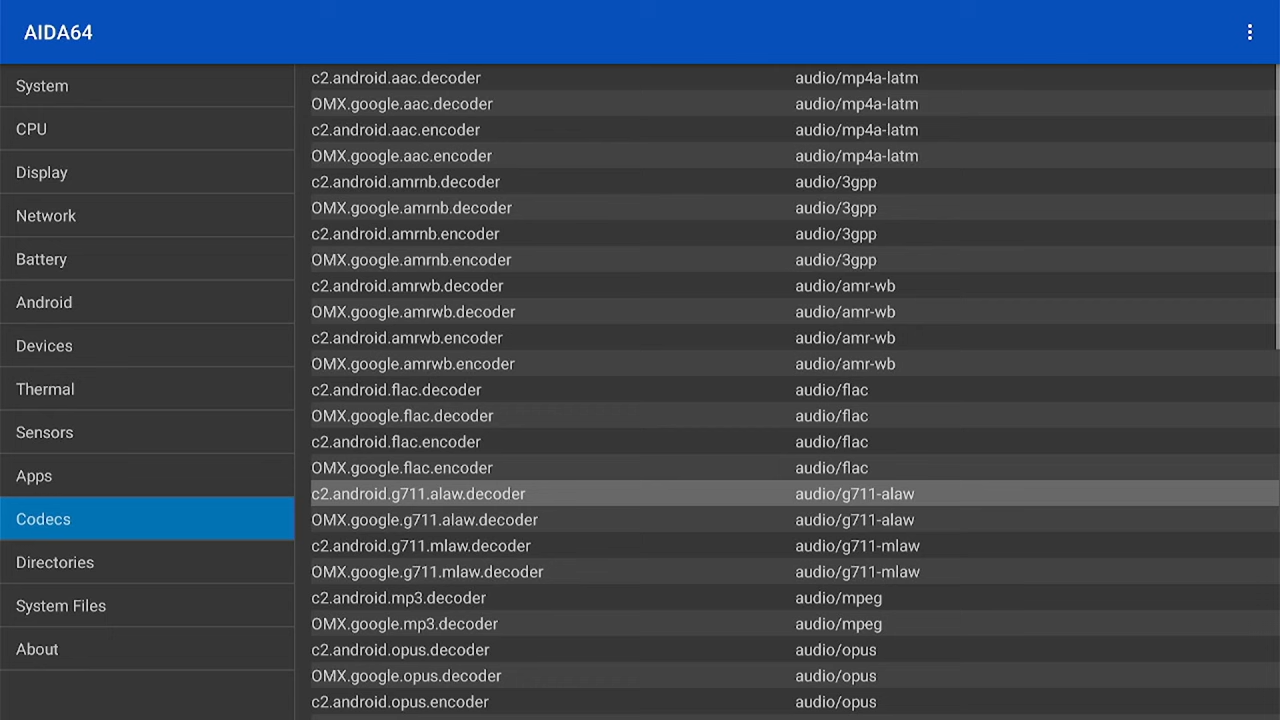 AIDA64
System
CPU
Display
Network
Battery
Android
Devices
Thermal
Sensors
Apps
Codecs
Directories
System Files
About
c2.android.aac.decoder audio/mp4a-latm
OMX.google.aac.decoder audio/mp4a-latm
c2.android.aac.encoder audio/mp4a-latm
OMX.google.aac.encoder audio/mp4a-latm
c2.android.amrnb.decoder audio/3gpp
OMX.google.amrnb.decoder audio/3gpp
c2.android.amrnb.encoder audio/3gpp
OMX.google.amrnb.encoder audio/3gpp
c2.android.amrwb.decoder audio/amr-wb
OMX.google.amrwb.decoder audio/amr-wb
c2.android.amrwb.encoder audio/amr-wb
OMX.google.amrwb.encoder audio/amr-wb
c2.android.flac.decoder audio/flac
OMX.google.flac.decoder audio/flac
c2.android.flac.encoder audio/flac
OMX.google.flac.encoder audio/flac
c2.android.g711.alaw.decoder audio/g711-alaw
OMX.google.g711.alaw.decoder audio/g711-alaw
c2.android.g711.mlaw.decoder audio/g711-mlaw
OMX.google.g711.mlaw.decoder audio/g711-mlaw
c2.android.mp3.decoder audio/mpeg
OMX.google.mp3.decoder audio/mpeg
c2.android.opus.decoder audio/opus
OMX.google.opus.decoder audio/opus
c2.android.opus.encoder audio/opus